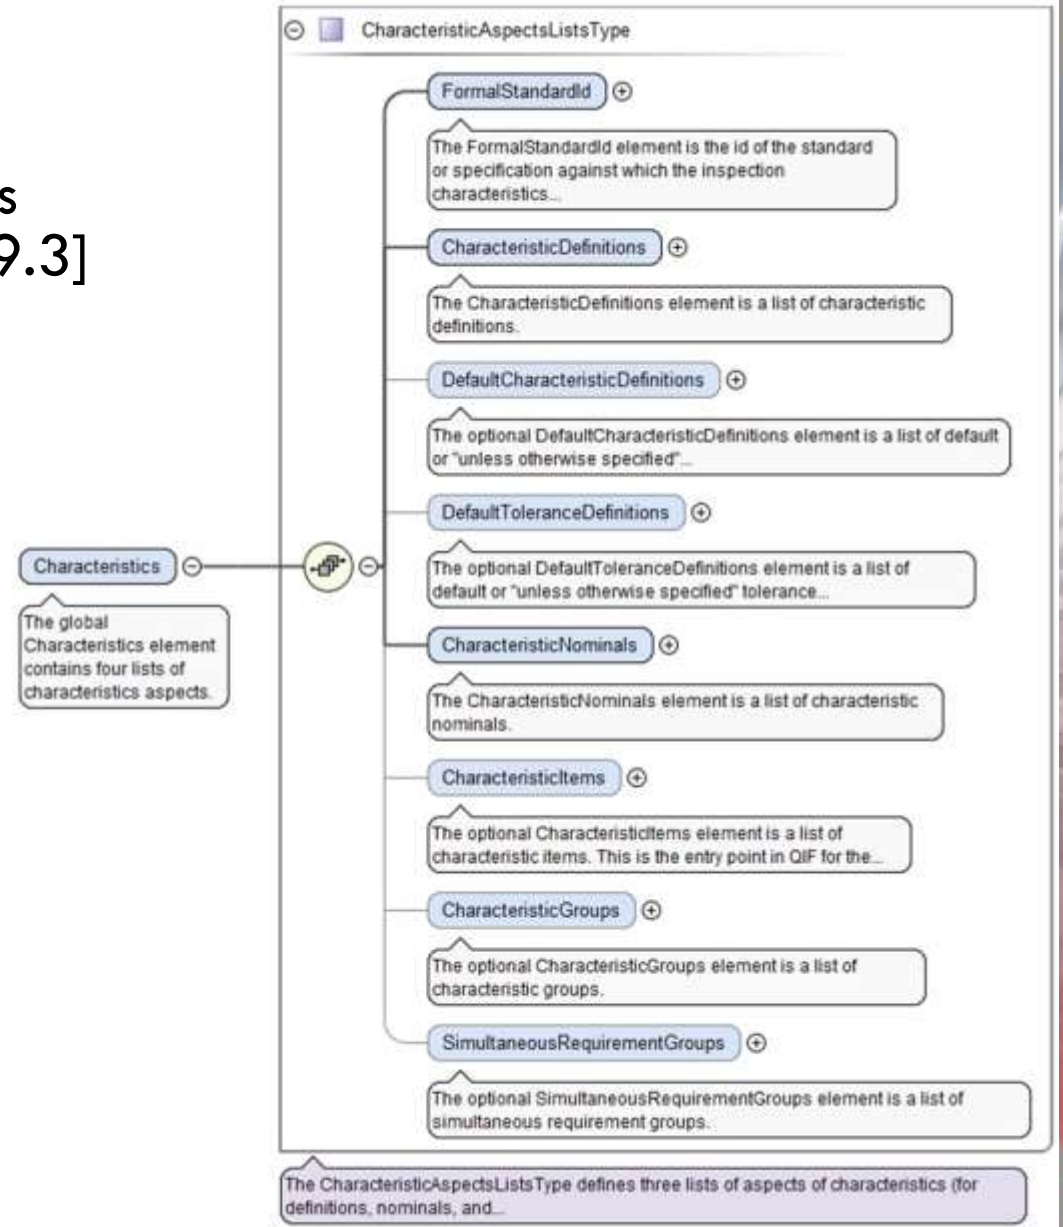 CharacteristicAspectsListsType
FormalStandardId
The FormalStandardId element is the id of the standard
or specification against which the inspection
characteristics...
s
9.3]
CharacteristicDefinitions
The CharacteristicDefinitions element is a list of characteristic
definitions.
DefaultCharacteristicDefinitions
The optional DefaultCharacteristicDefinitions element is a list of default
or "unless otherwise specified"...
DefaultToleranceDefinitions
The optional DefaultToleranceDefinitions element is a list of
default or "unless otherwise specified" tolerance...
Characteristics
The global
Characteristics element
contains four lists of
characteristics aspects.
CharacteristicNominals
The CharacteristicNominals element is a list of characteristic
nominals.
CharacteristicItems
The optional CharacteristicItems element is a list of
characteristic items. This is the entry point in QIF for the...
CharacteristicGroups
The optional CharacteristicGroups element is a list of
characteristic groups.
SimultaneousRequirementGroups
The optional SimultaneousRequirementGroups element is a list of
simultaneous requirement groups.
The CharacteristicAspectsListsType defines three lists of aspects of characteristics (for
definitions, nominals, and...